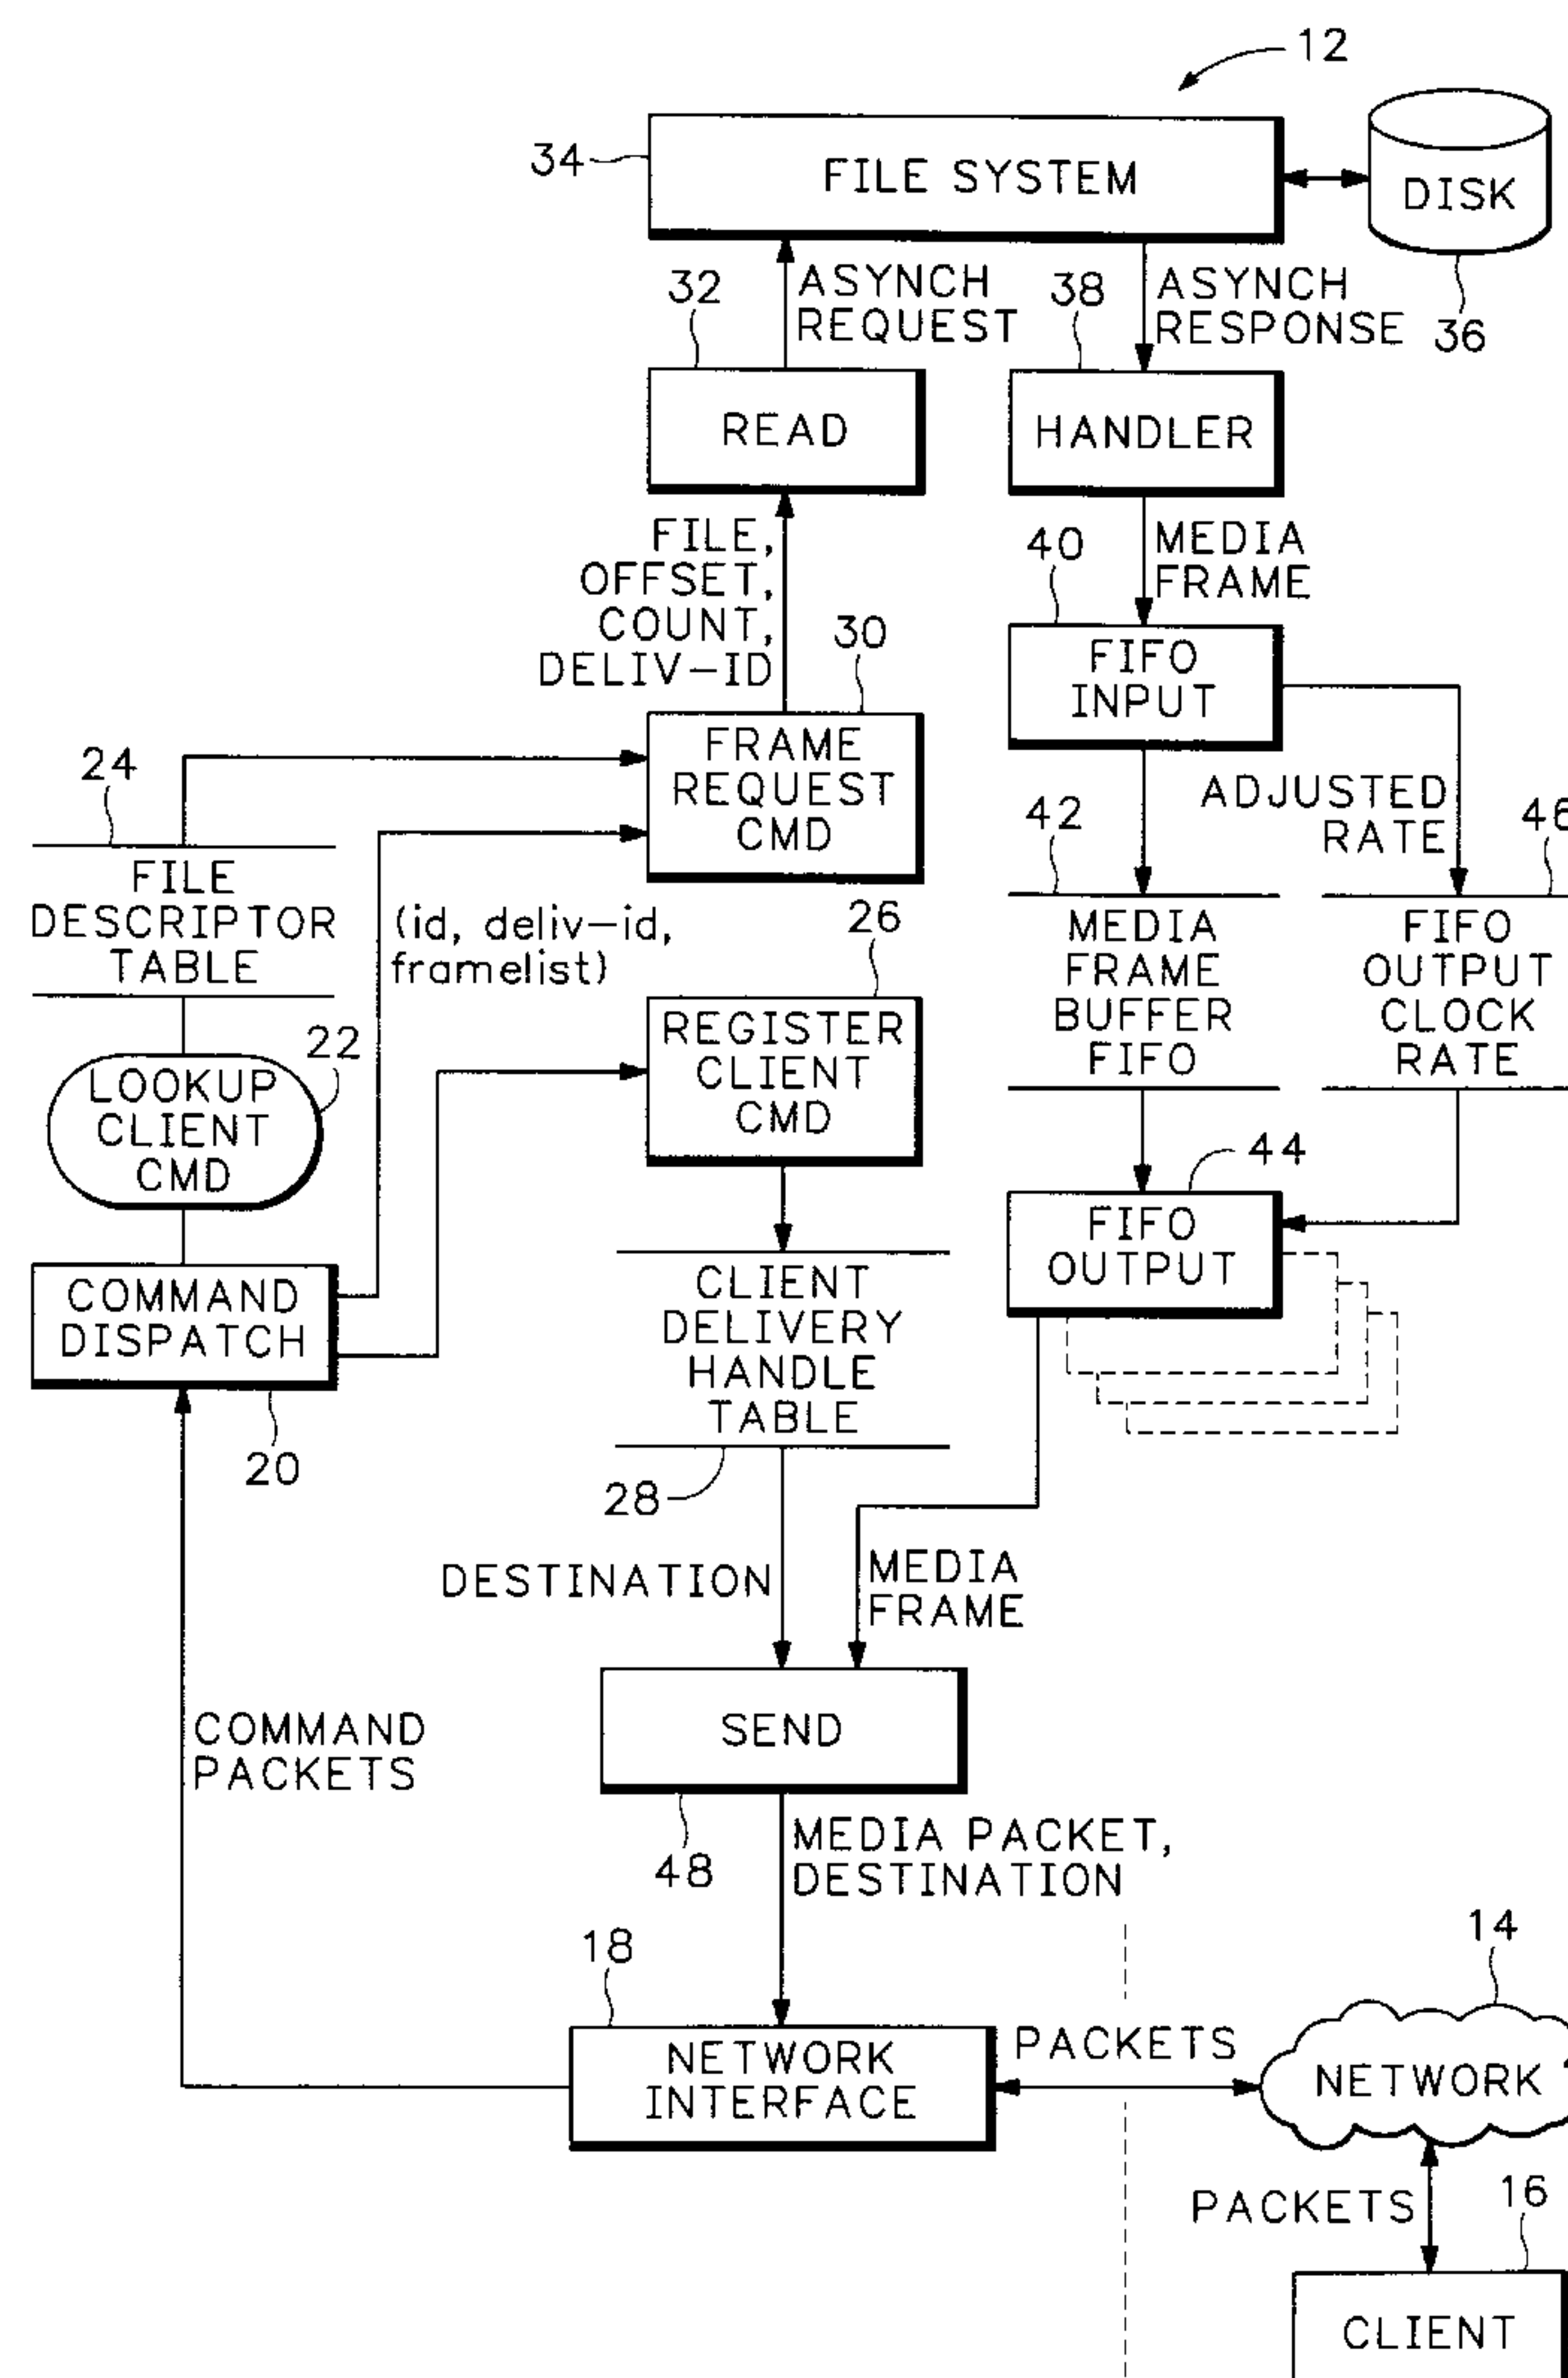 12
34
FILE SYSTEM
DISK
36
32
ASYNCH
REQUEST
38
ASYNCH
RESPONSE
READ
HANDLER
FILE,
OFFSET,
COUNT,
DELIV-ID
40
MEDIA
FRAME
30
FIFO
INPUT
24
FRAME
REQUEST
CMD
ADJUSTED
RATE
42
46
FILE
DESCRIPTOR
TABLE
(id, deliv-id,
framelist)
26
MEDIA
FRAME
BUFFER
FIFO
FIFO
OUTPUT
CLOCK
RATE
22
LOOKUP
CLIENT
CMD
REGISTER
CLIENT
CMD
44
FIFO
OUTPUT
COMMAND
DISPATCH
20
CLIENT
DELIVERY
HANDLE
TABLE
28
DESTINATION
MEDIA
FRAME
SEND
COMMAND
PACKETS
48
MEDIA PACKET,
DESTINATION
18
14
NETWORK
INTERFACE
PACKETS
NETWORK
PACKETS
16
CLIENT